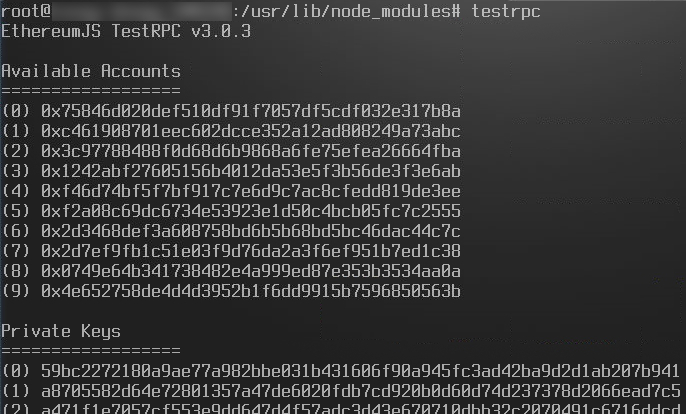 root@ :/usr/lib/node_modules# testrpc
EthereumJS TestRPC v3.0.3
Available Accounts
==================
(0) 0x75846d020def510df91f7057df5cdf032e317b8a
(1) 0xc461908701eec602dcce352a12ad808249a73abc
(2) 0x3c97788488f0d68d6b9868a6fe75efea26664fba
(3) 0x1242abf27605156b4012da53e5f3b56de3f3e6ab
(4) 0xf46d74bf5f7bf917c7e6d9c7ac8cfedd819de3ee
(5) 0xf2a08c69dc6734e53923e1d50c4bcb05fc7c2555
(6) 0x2d3468def3a608758bd6b5b68bd5bc46dac44c7c
(7) 0x2d7ef9fb1c51e03f9d76da2a3f6ef951b7ed1c38
(8) 0x0749e64b341738482e4a999ed87e353b3534aa0a
(9) 0x4e652758de4d4d3952b1f6dd9915b7596850563b
Private Keys
==================
(0) 59bc2272180a9ae77a982bbe031b431606f90a945fc3ad42ba9d2d1ab207b941
(1) a8705582d64e72801357a47de6020fdb7cd920b0d60d74d237378d2066ead7c5
(2)